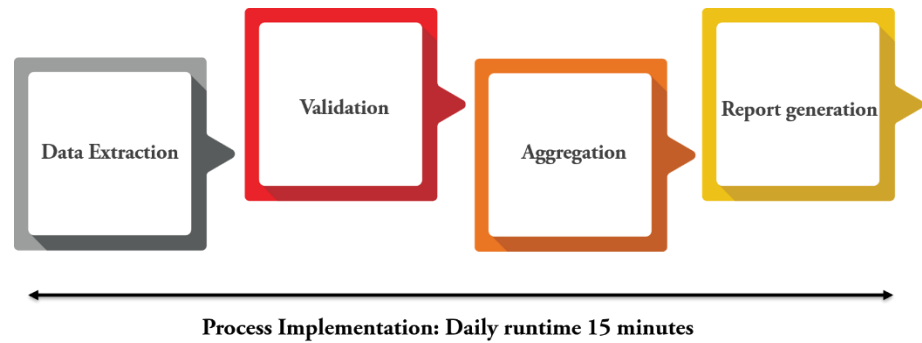 Data Extraction
Validation
Aggregation
Report generation
Process Implementation: Daily runtime 15 minutes